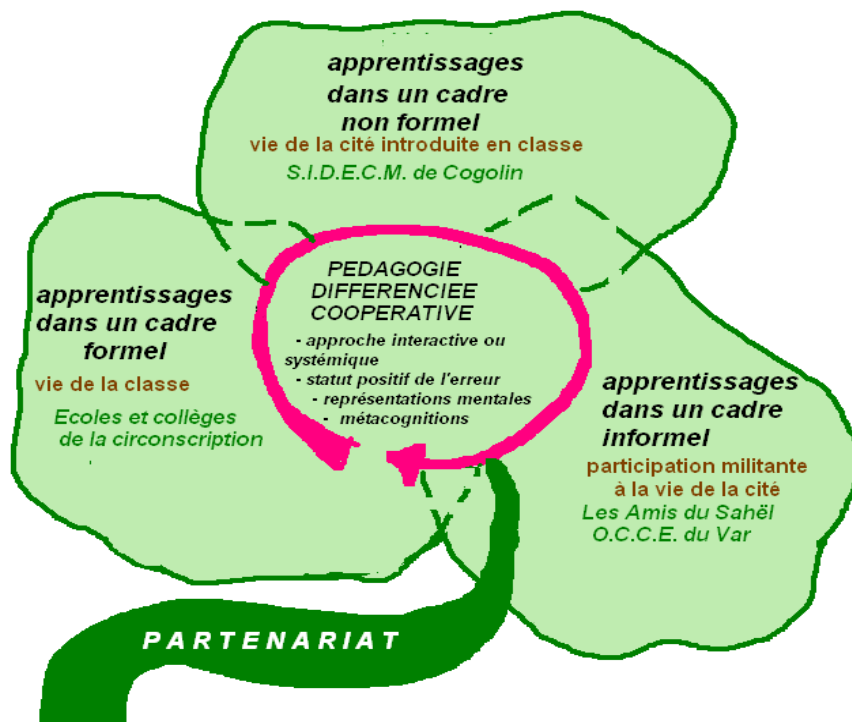 apprentissages
dans un cadre
non formel
vie de la cité introduite en classe
S.I.D.E.C.M. de Cogolin
PEDAGOGIE
DIFFERENCIEE
COOPERATIVE
- approche interactive ou
systémique
- statut positif de l'erreur
- représentations mentales
- métacognitions
apprentissages
dans un cadre
formel
vie de la classe
Ecoles et collèges
de la circonscription
apprentissages
dans un cadre
informel
participation militante
à la vie de la cité
Les Amis du Sahël
O.C.C.E. du Var
PARTENARIAT